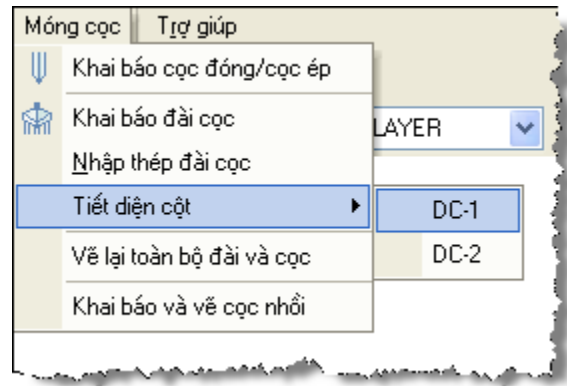 Móng cọc Trợ giúp
Khai báo cọc đóng/cọc ép
Khai báo đài cọc
LAYER
Nhập thép đài cọc
Tiết diện cột
DC-1
Vẽ lại toàn bộ đài và cọc
DC-2
Khai báo và vẽ cọc nhồi